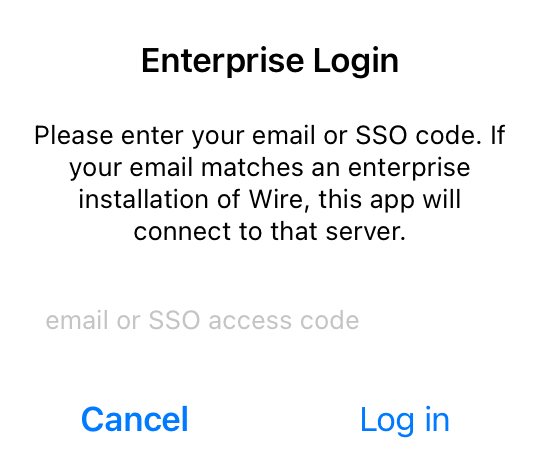 Enterprise Login
Please enter your email or SSO code. If
your email matches an enterprise
installation of Wire, this app will
connect to that server.
email or SSO access code
Cancel
Log in